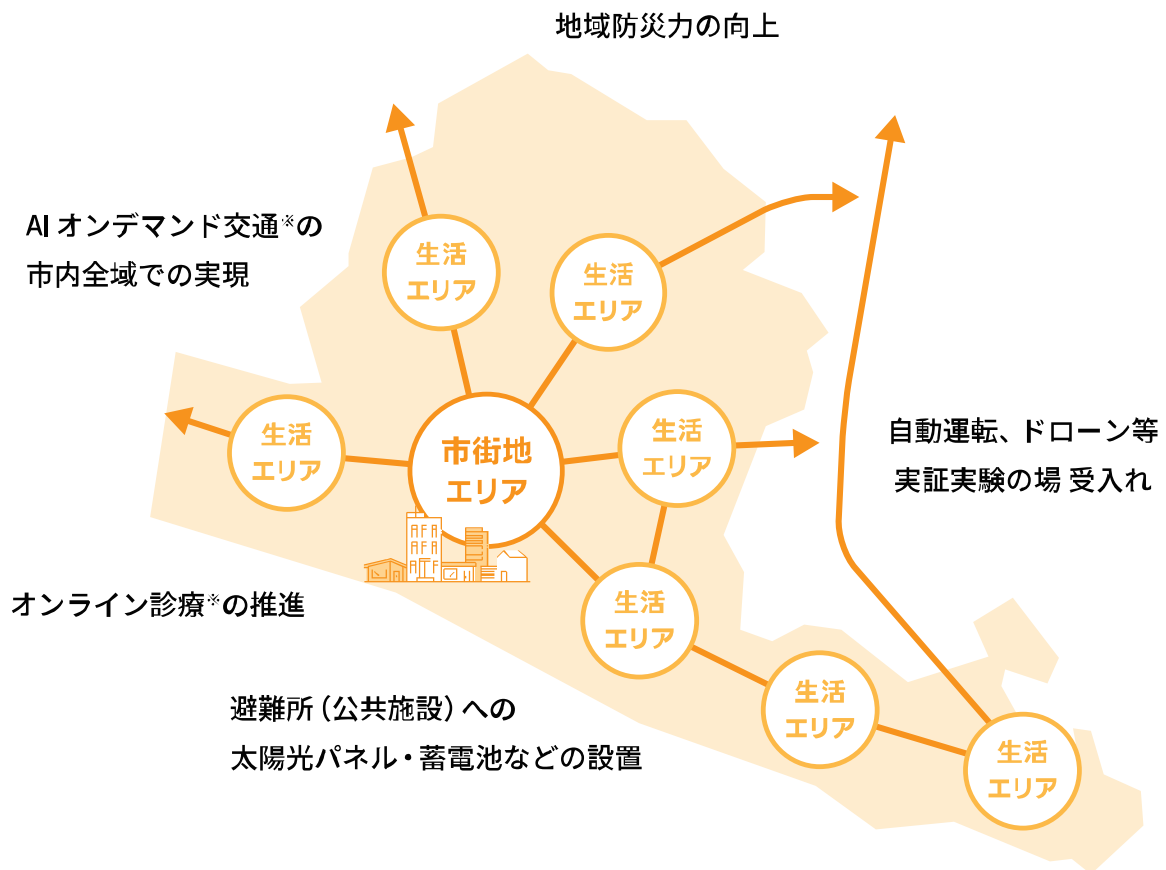 地域防災力の向上
AI オンデマンド交通※の
市内全域での実現
生活
エリア
生活
エリア
生活
エリア
市街地
エリア
生活
エリア
自動運転、ドローン等
実証実験の場 受入れ
オンライン診療※の推進
生活
エリア
避難所（公共施設）への
太陽光パネル・蓄電池などの設置
生活
エリア
生活
エリア